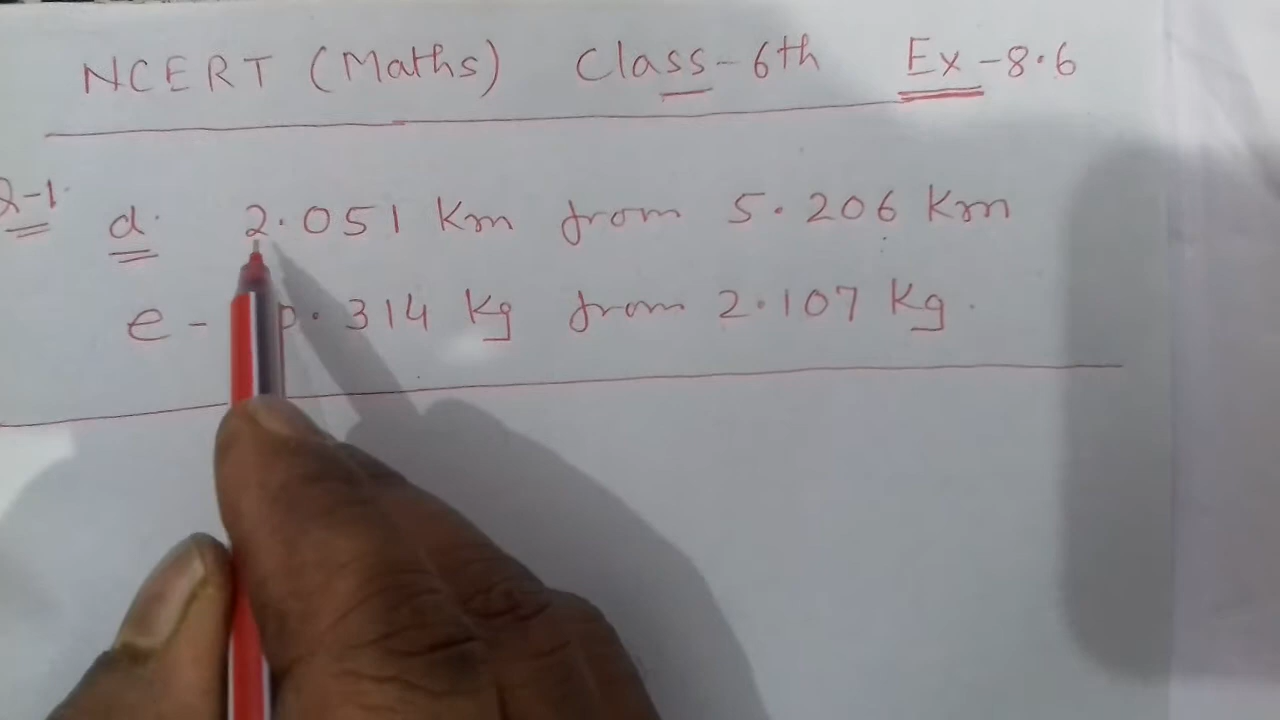 NCERT (Maths) Class-6th Ex-8.6
d. 2.051 Km from 5.206 Km
e- .314 Kg from 2.107 Kg.